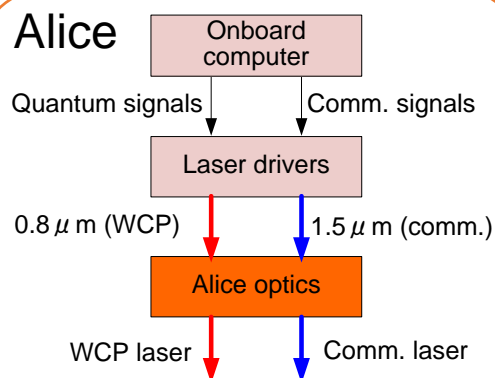 Alice
Onboard
computer
Quantum signals
Comm. signals
Laser drivers
0.8 μ m (WCP)
1.5 μ m (comm.)
Alice optics
WCP laser
Comm. laser